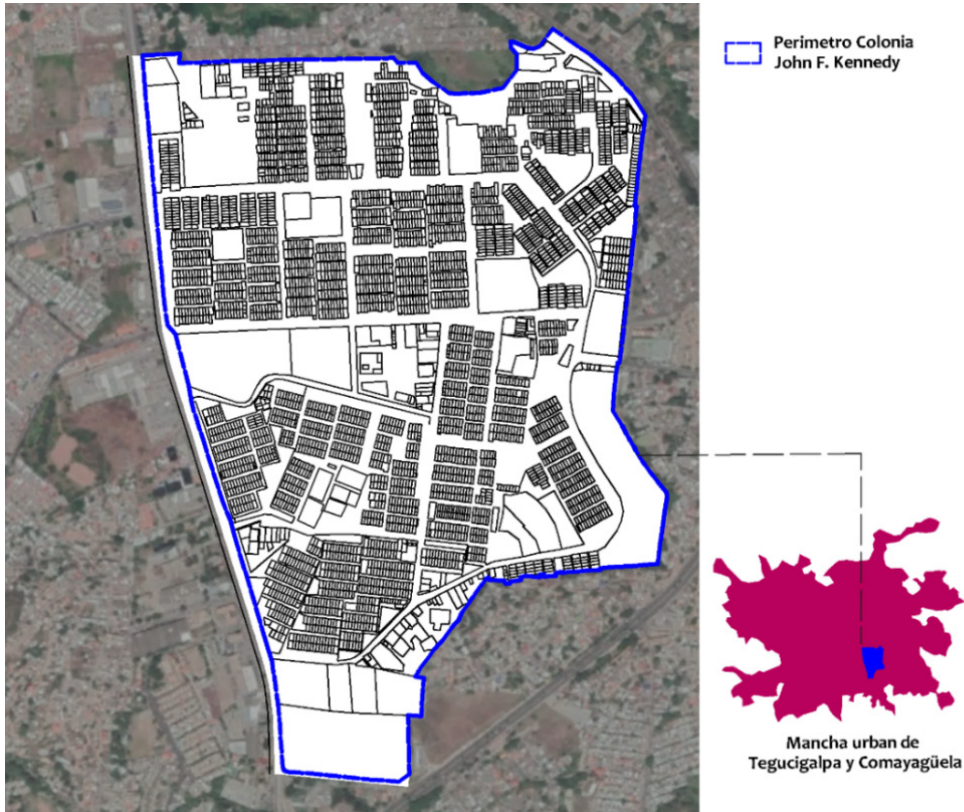 Perimetro Colonia
John F. Kennedy
Mancha urban de
Tegucigalpa y Comayagüela